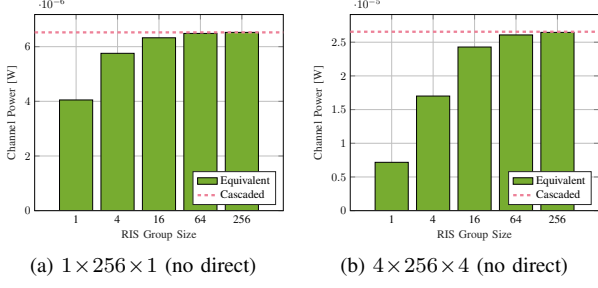 ·10⁻⁶
6
4
0
Channel Power [W]
Equivalent
Cascaded
1 4 16 64 256
RIS Group Size
(a) 1×256×1 (no direct)
·10⁻⁵
2.5
2
1.5
1
0.5
Channel Power [W]
Equivalent
Cascaded
1 4 16 64 256
RIS Group Size
(b) 4×256×4 (no direct)